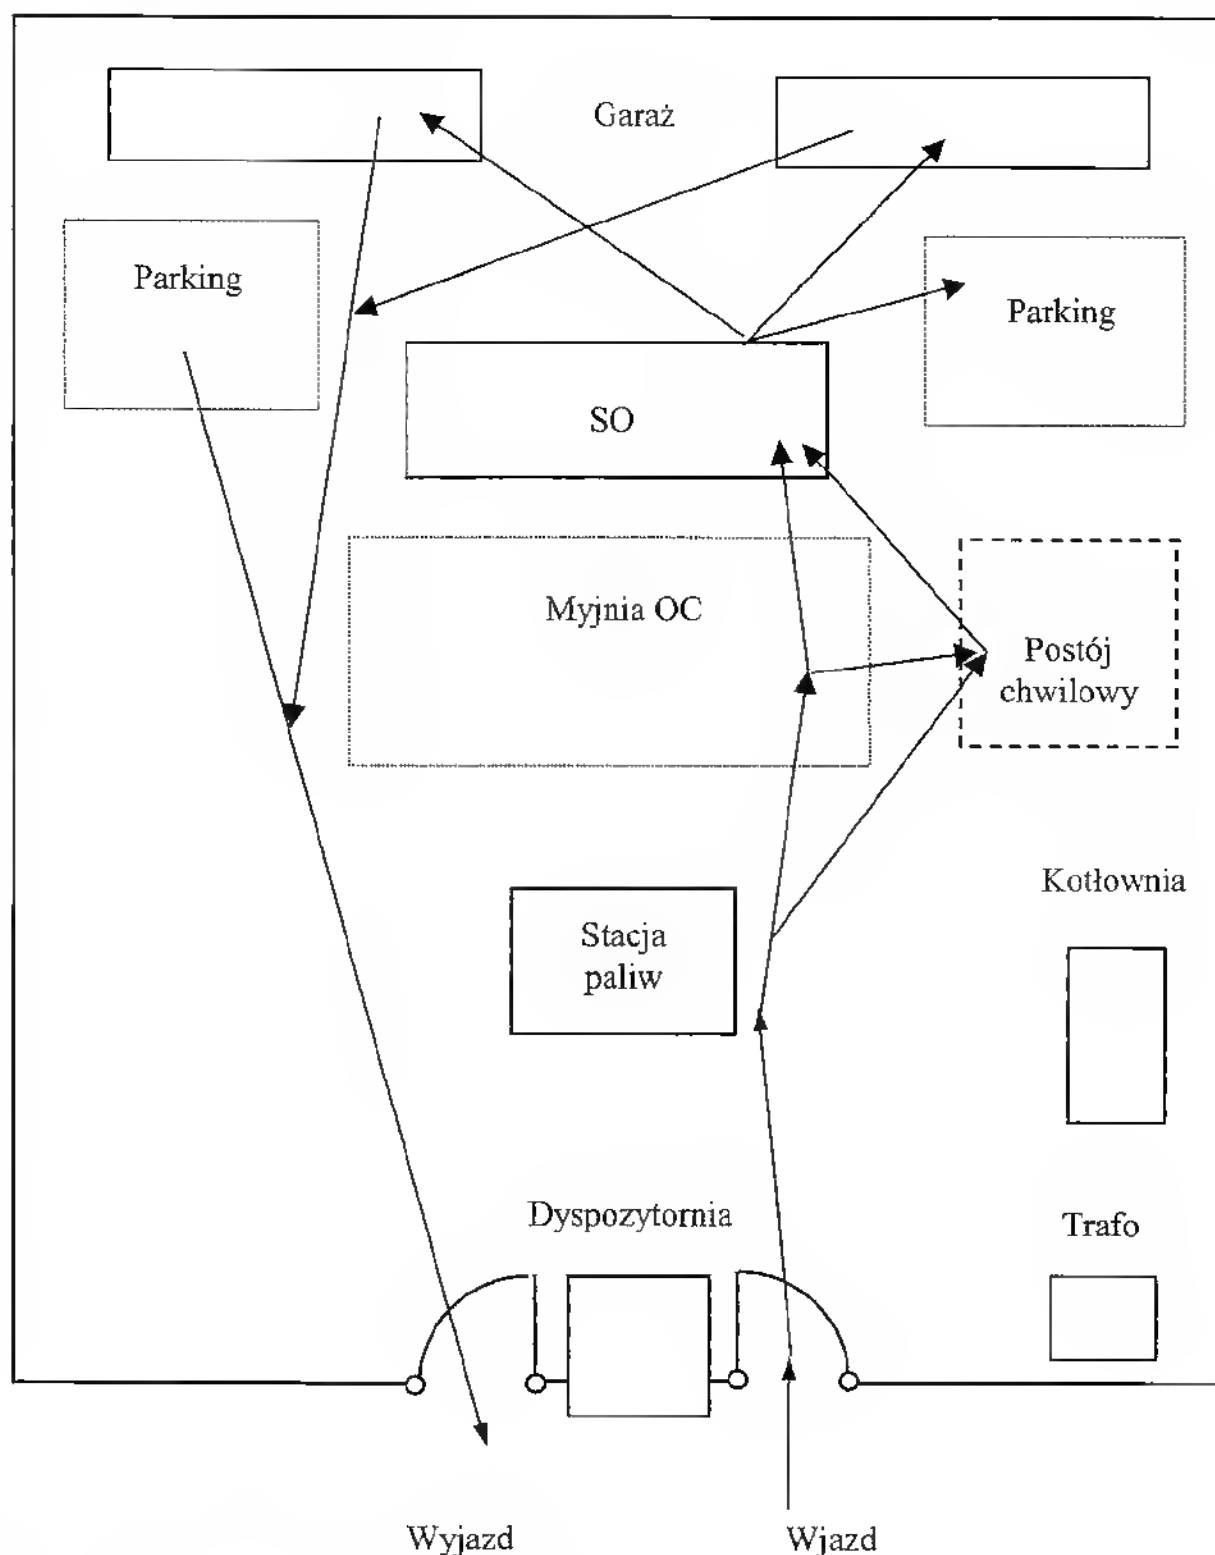 Garaż
Parking
Parking
SO
Myjnia OC
Postój
chwilowy
Kotłownia
Stacja
paliw
Dyspozytornia
Trafo
Wyjazd
Wjazd